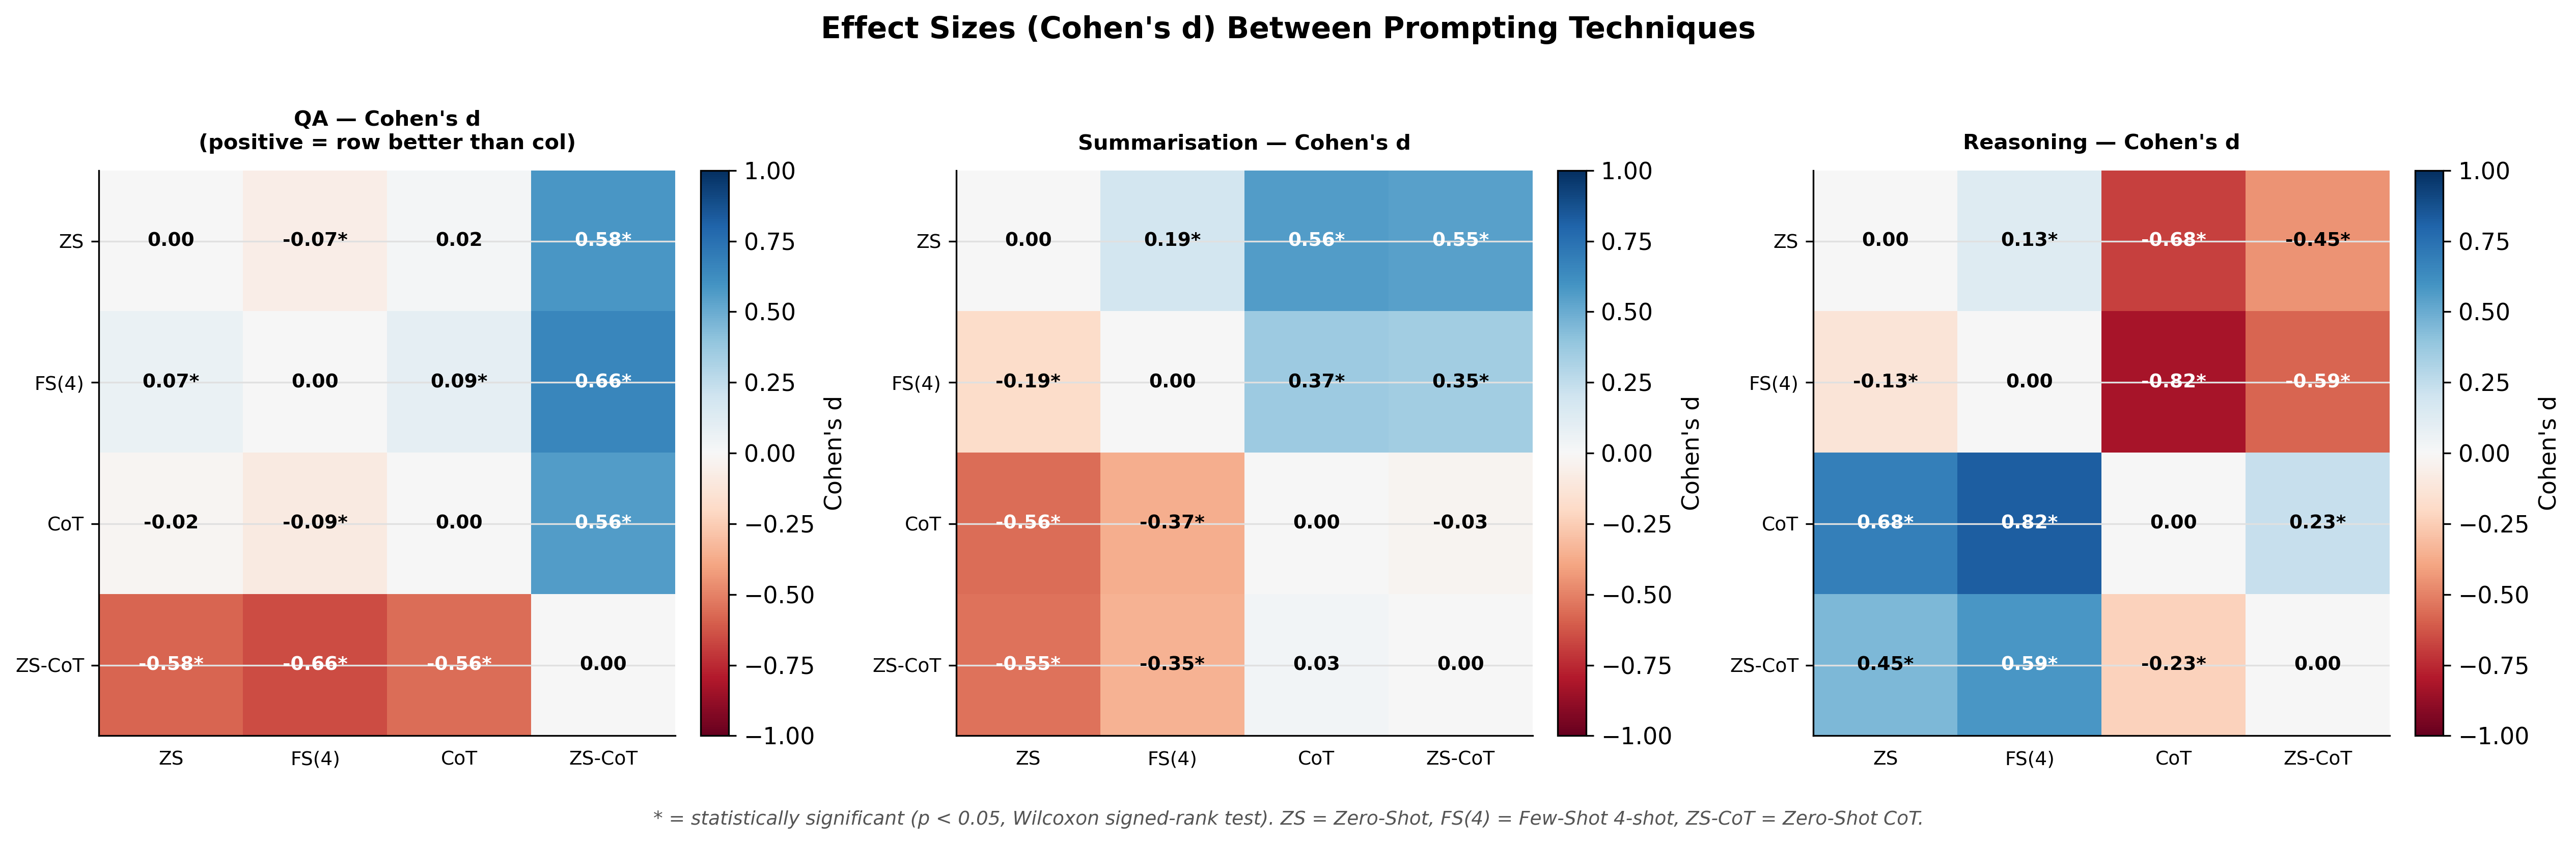 Effect Sizes (Cohen's d) Between Prompting Techniques
QA — Cohen's d
(positive = row better than col)
ZS 0.00 -0.07* 0.02 0.58*
FS(4) 0.07* 0.00 0.09* 0.66*
CoT -0.02 -0.09* 0.00 0.56*
ZS-CoT -0.58* -0.66* -0.56* 0.00
ZS FS(4) CoT ZS-CoT
1.00
0.75
0.50
0.25
0.00
−0.25
−0.50
−0.75
−1.00
Cohen's d
Summarisation — Cohen's d
ZS 0.00 0.19* 0.56* 0.55*
FS(4) -0.19* 0.00 0.37* 0.35*
CoT -0.56* -0.37* 0.00 -0.03
ZS-CoT -0.55* -0.35* 0.03 0.00
ZS FS(4) CoT ZS-CoT
1.00
0.75
0.50
0.25
0.00
−0.25
−0.50
−0.75
−1.00
Cohen's d
Reasoning — Cohen's d
ZS 0.00 0.13* -0.68* -0.45*
FS(4) -0.13* 0.00 -0.82* -0.59*
CoT 0.68* 0.82* 0.00 0.23*
ZS-CoT 0.45* 0.59* -0.23* 0.00
ZS FS(4) CoT ZS-CoT
1.00
0.75
0.50
0.25
0.00
−0.25
−0.50
−0.75
−1.00
Cohen's d
* = statistically significant (p < 0.05, Wilcoxon signed-rank test). ZS = Zero-Shot, FS(4) = Few-Shot 4-shot, ZS-CoT = Zero-Shot CoT.